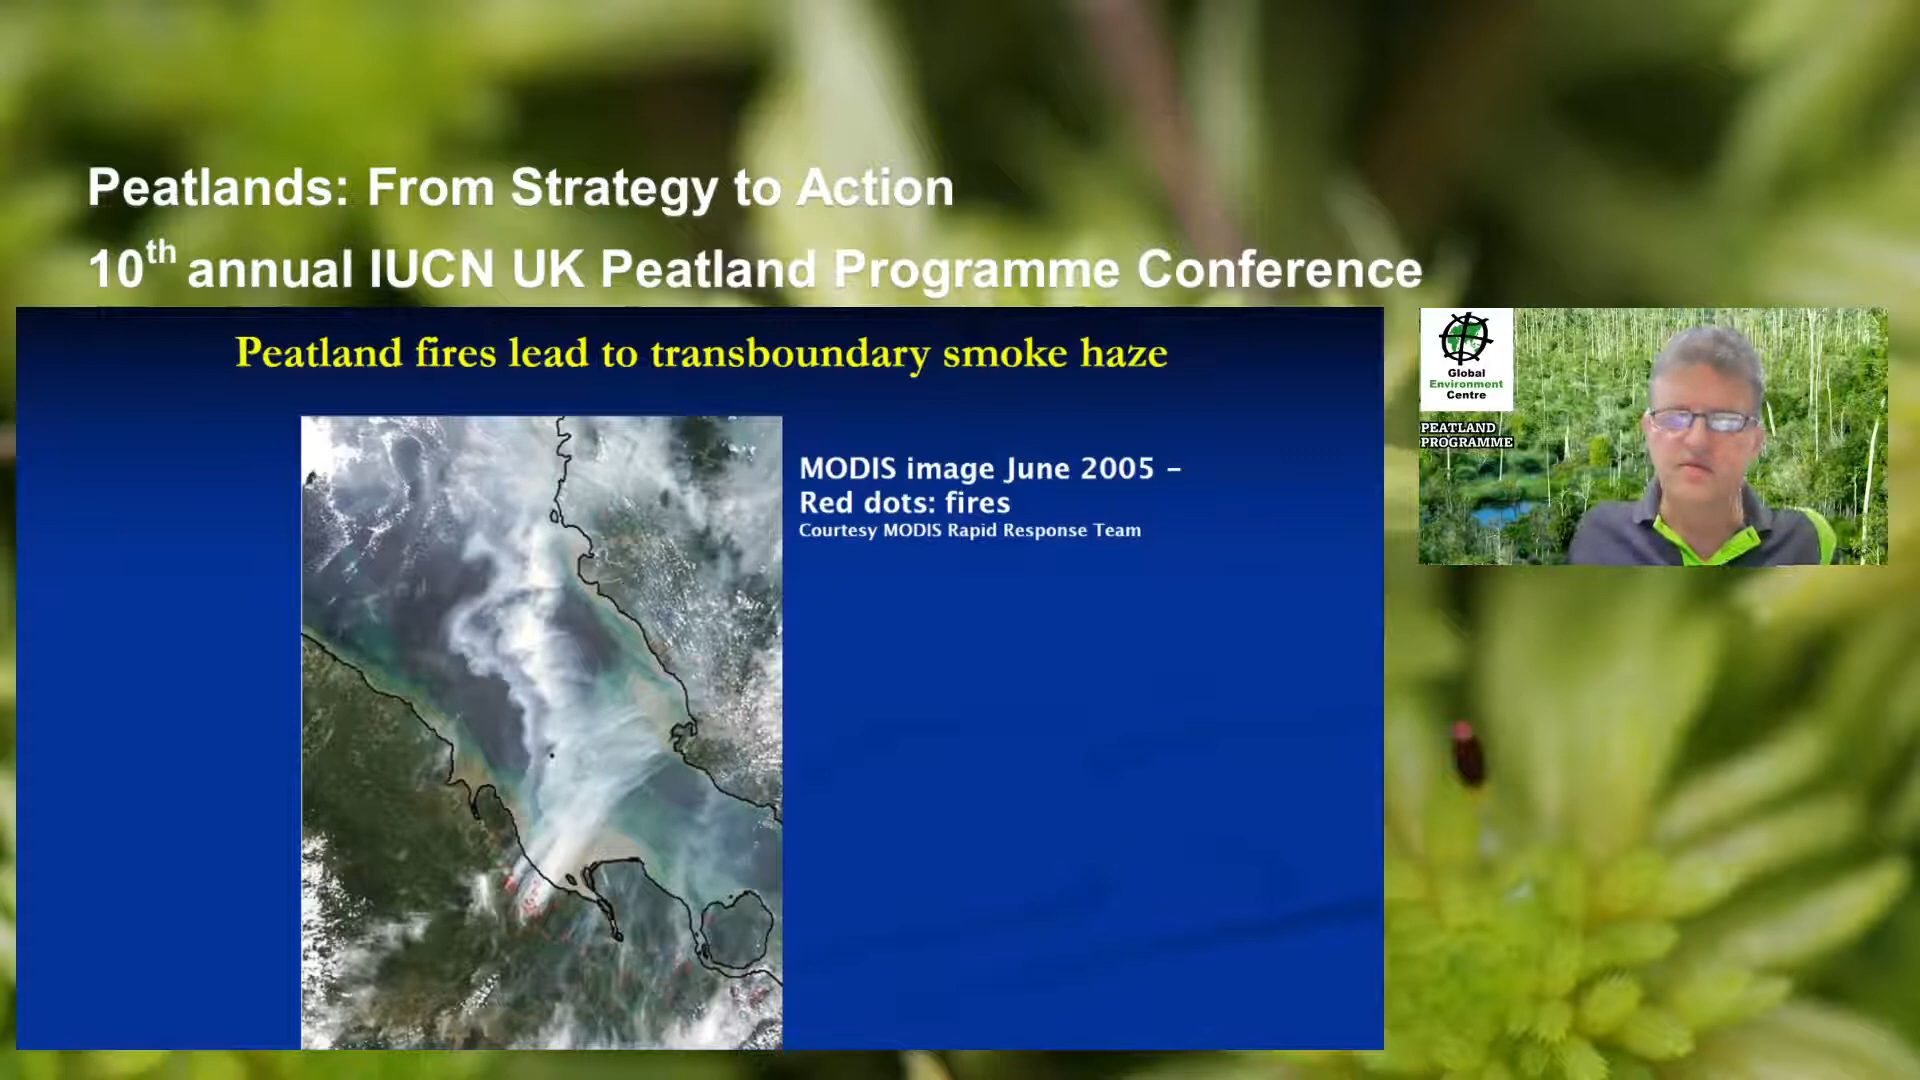 Peatlands: From Strategy to Action
10th annual IUCN UK Peatland Programme Conference
Peatland fires lead to transboundary smoke haze
MODIS image June 2005 –
Red dots: fires
Courtesy MODIS Rapid Response Team
Global
Environment
Centre
PEATLAND
PROGRAMME